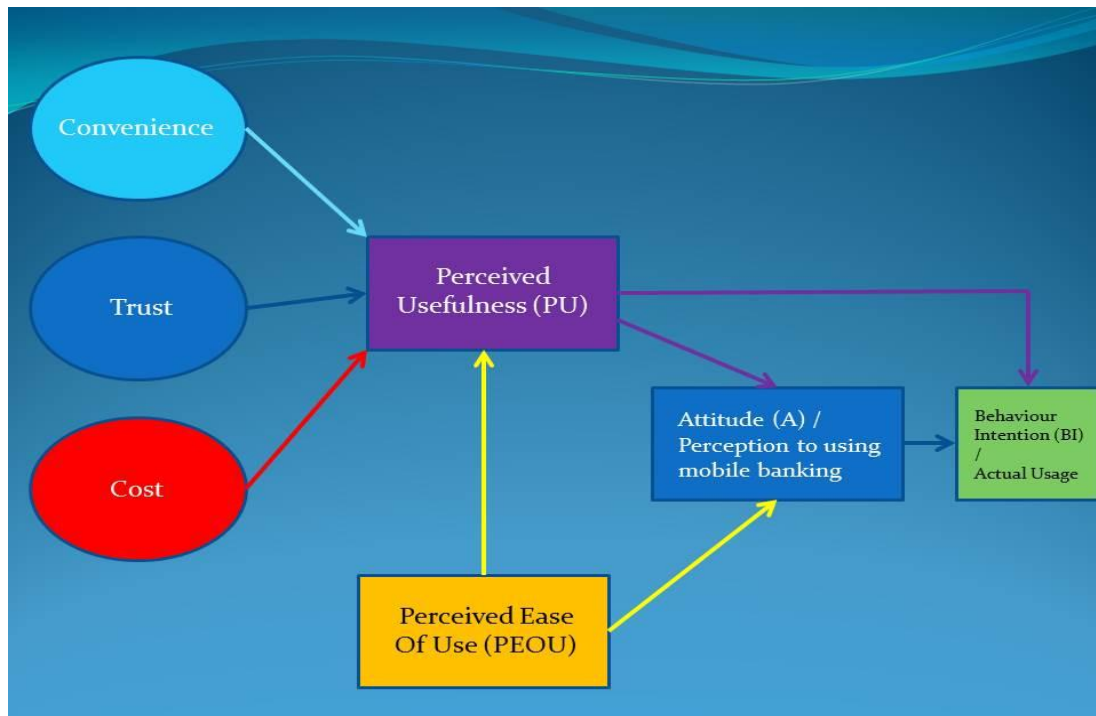 Convenience
Trust
Cost
Perceived
Usefulness (PU)
Perceived Ease
Of Use (PEOU)
Attitude (A) /
Perception to using
mobile banking
Behaviour
Intention (BI)
/
Actual Usage